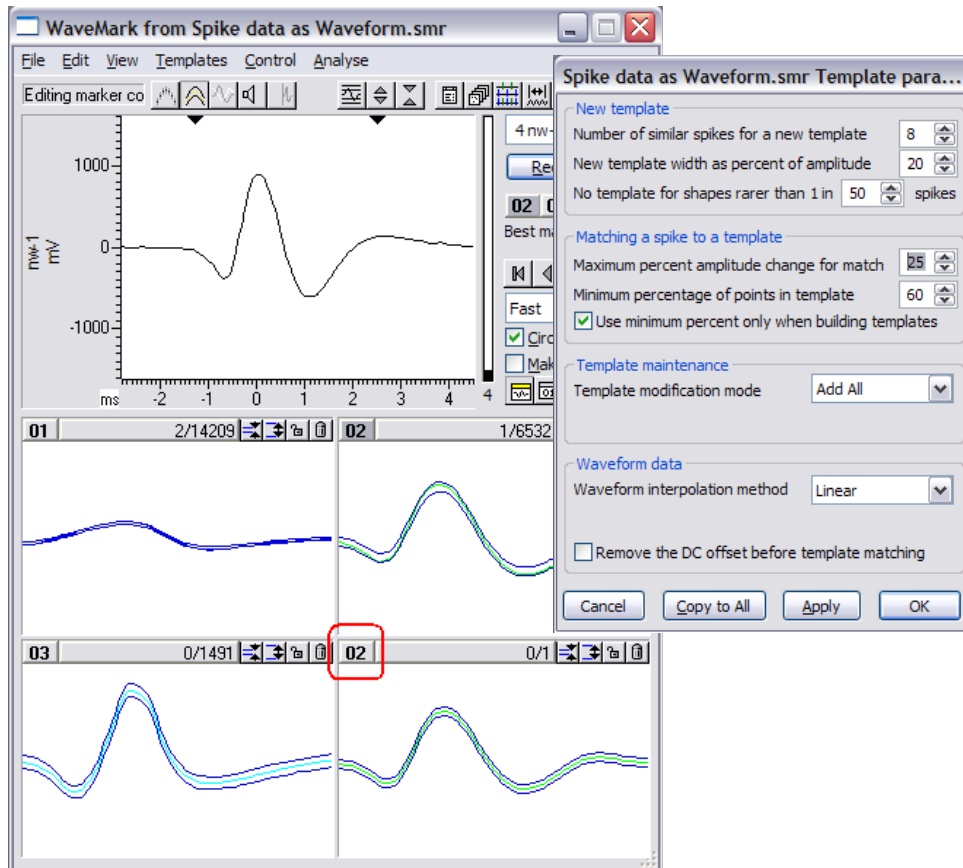 WaveMark from Spike data as Waveform.smr
File Edit View Templates Control Analyse
Editing marker co
1000
0
-1000
nw-1
mV
ms -2 -1 0 1 2 3 4
4
4 nw-
02
Best ma
Fast
Circ
Mak
01 2/14209
02 1/6532
03 0/1491
02 0/1
Spike data as Waveform.smr Template para...
New template
Number of similar spikes for a new template 8
New template width as percent of amplitude 20
No template for shapes rarer than 1 in 50 spikes
Matching a spike to a template
Maximum percent amplitude change for match 25
Minimum percentage of points in template 60
Use minimum percent only when building templates
Template maintenance
Template modification mode Add All
Waveform data
Waveform interpolation method Linear
Remove the DC offset before template matching
Cancel Copy to All Apply OK